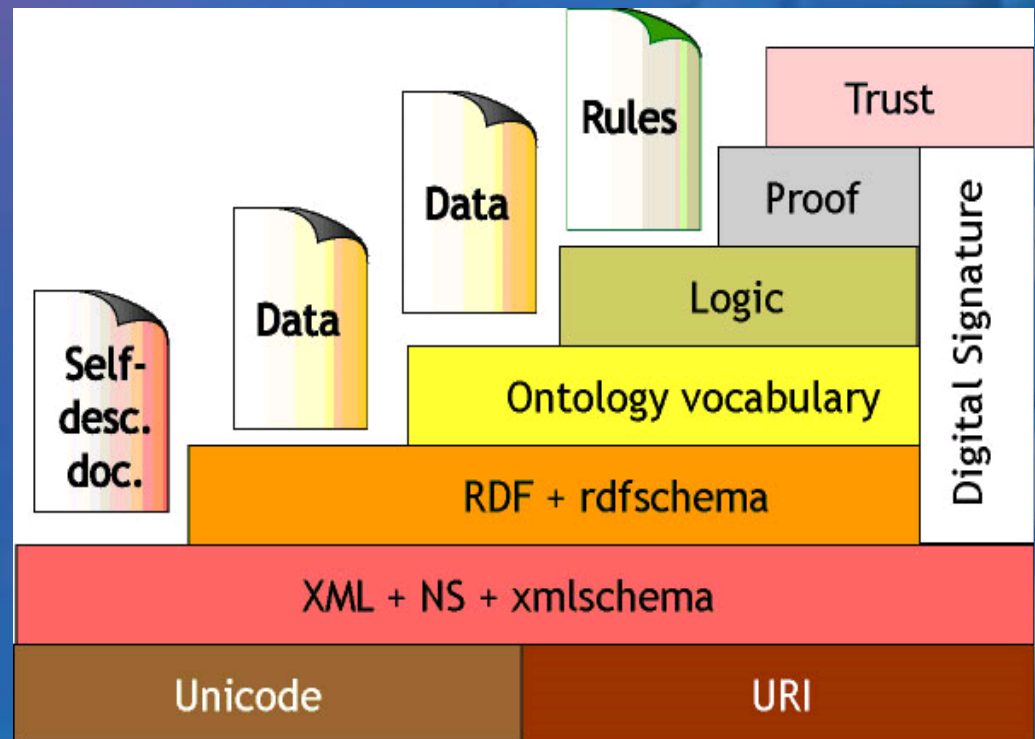 Rules
Trust
Data
Proof
Data
Logic
Digital Signature
Self-
desc.
doc.
Ontology vocabulary
RDF + rdfschema
XML + NS + xmlschema
Unicode
URI